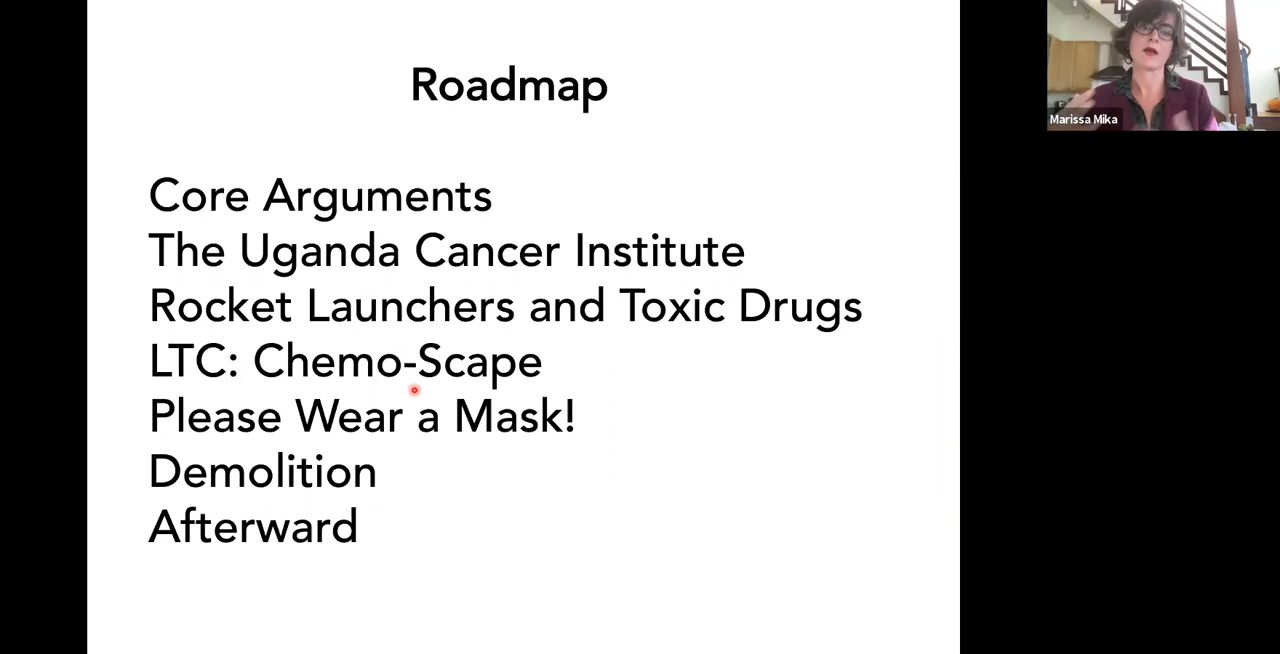 Roadmap
Core Arguments
The Uganda Cancer Institute
Rocket Launchers and Toxic Drugs
LTC: Chemo-Scape
Please Wear a Mask!
Demolition
Afterward
Marissa Mika